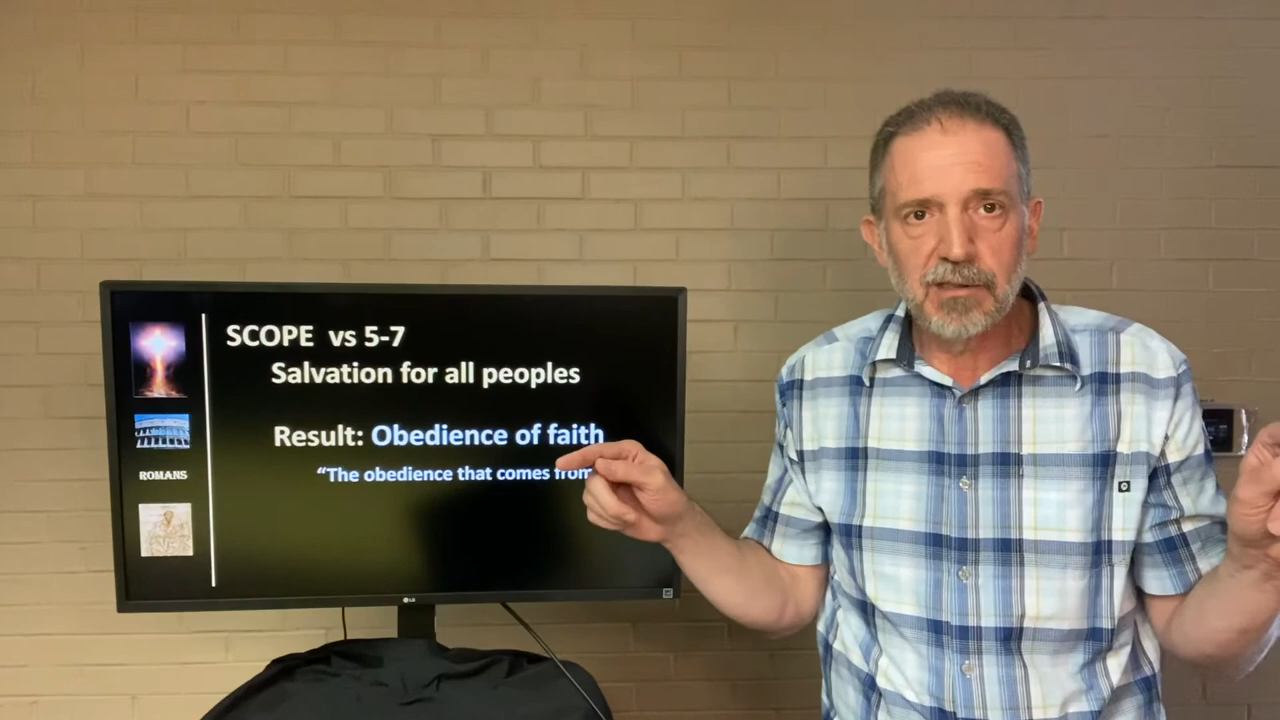 SCOPE vs 5-7
Salvation for all peoples
Result: Obedience of faith
"The obedience that comes from
ROMANS
LG